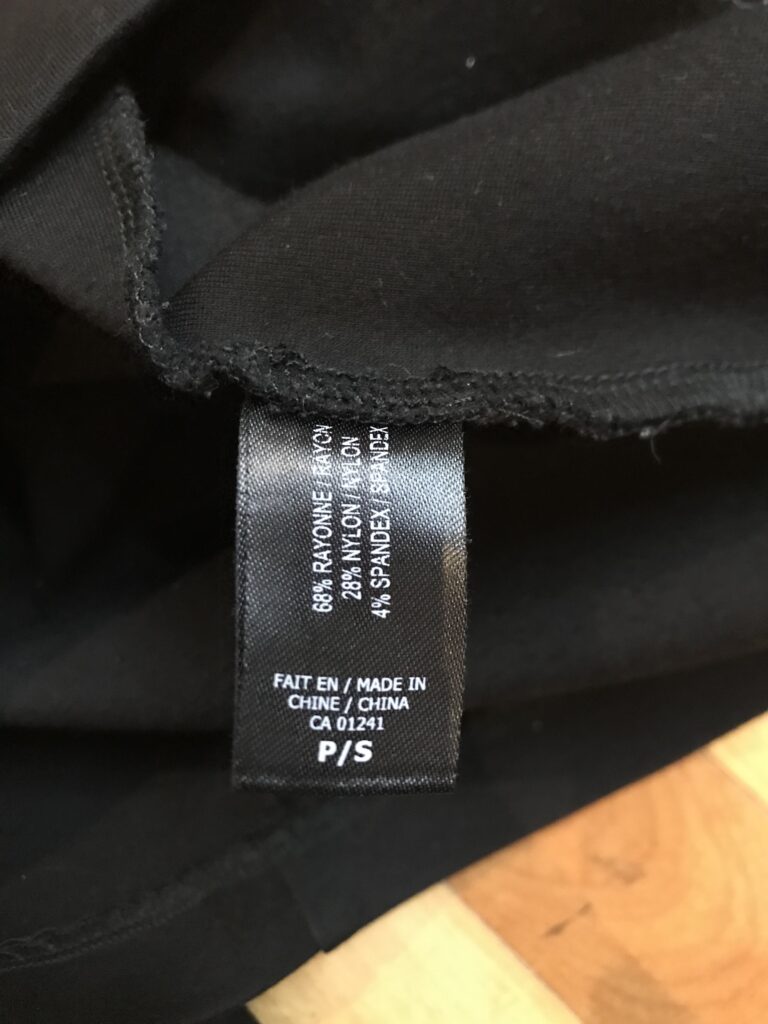 68% RAYONNE / RAYON
28% NYLON / NYLON
4% SPANDEX / SPANDEX
FAIT EN / MADE IN
CHINE / CHINA
CA 01241
P/S